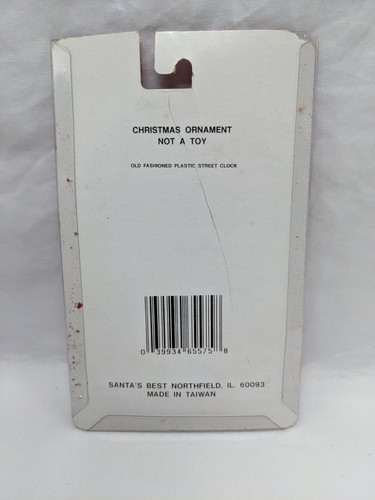 CHRISTMAS ORNAMENT
NOT A TOY
OLD FASHIONED PLASTIC STREET CLOCK
0 39934 65575 8
SANTA'S BEST NORTHFIELD, IL. 60093
MADE IN TAIWAN